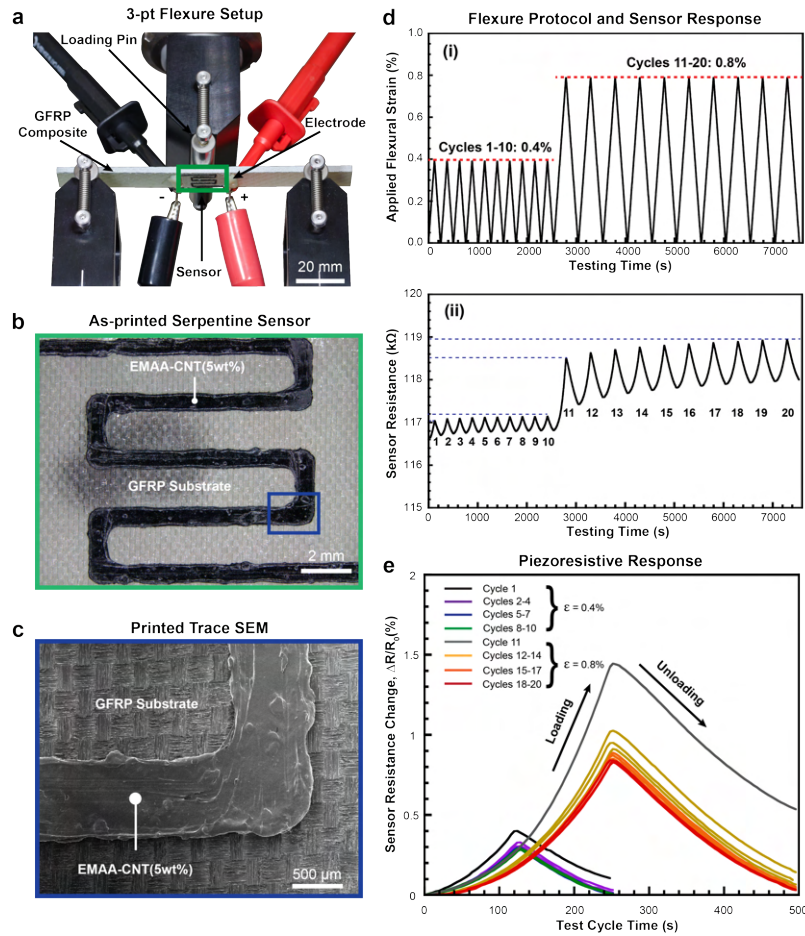 a
3-pt Flexure Setup
Loading Pin
GFRP
Composite
Electrode
-
+
Sensor
20 mm
b
As-printed Serpentine Sensor
EMAA-CNT(5wt%)
GFRP Substrate
2 mm
c
Printed Trace SEM
GFRP Substrate
EMAA-CNT(5wt%)
500 µm
d
Flexure Protocol and Sensor Response
(i)
Cycles 11-20: 0.8%
Cycles 1-10: 0.4%
Applied Flexural Strain (%)
1.0
0.8
0.6
0.4
0.2
0.0
0 1000 2000 3000 4000 5000 6000 7000
Testing Time (s)
(ii)
Sensor Resistance (kΩ)
120
119
118
117
116
115
1 2 3 4 5 6 7 8 9 10
11 12 13 14 15 16 17 18 19 20
0 1000 2000 3000 4000 5000 6000 7000
Testing Time (s)
e
Piezoresistive Response
Sensor Resistance Change, ΔR/R₀(%)
2
1.5
1
0.5
0
Cycle 1
Cycles 2-4
Cycles 5-7
Cycles 8-10
ε = 0.4%
Cycle 11
Cycles 12-14
Cycles 15-17
Cycles 18-20
ε = 0.8%
Loading
Unloading
0 100 200 300 400 500
Test Cycle Time (s)